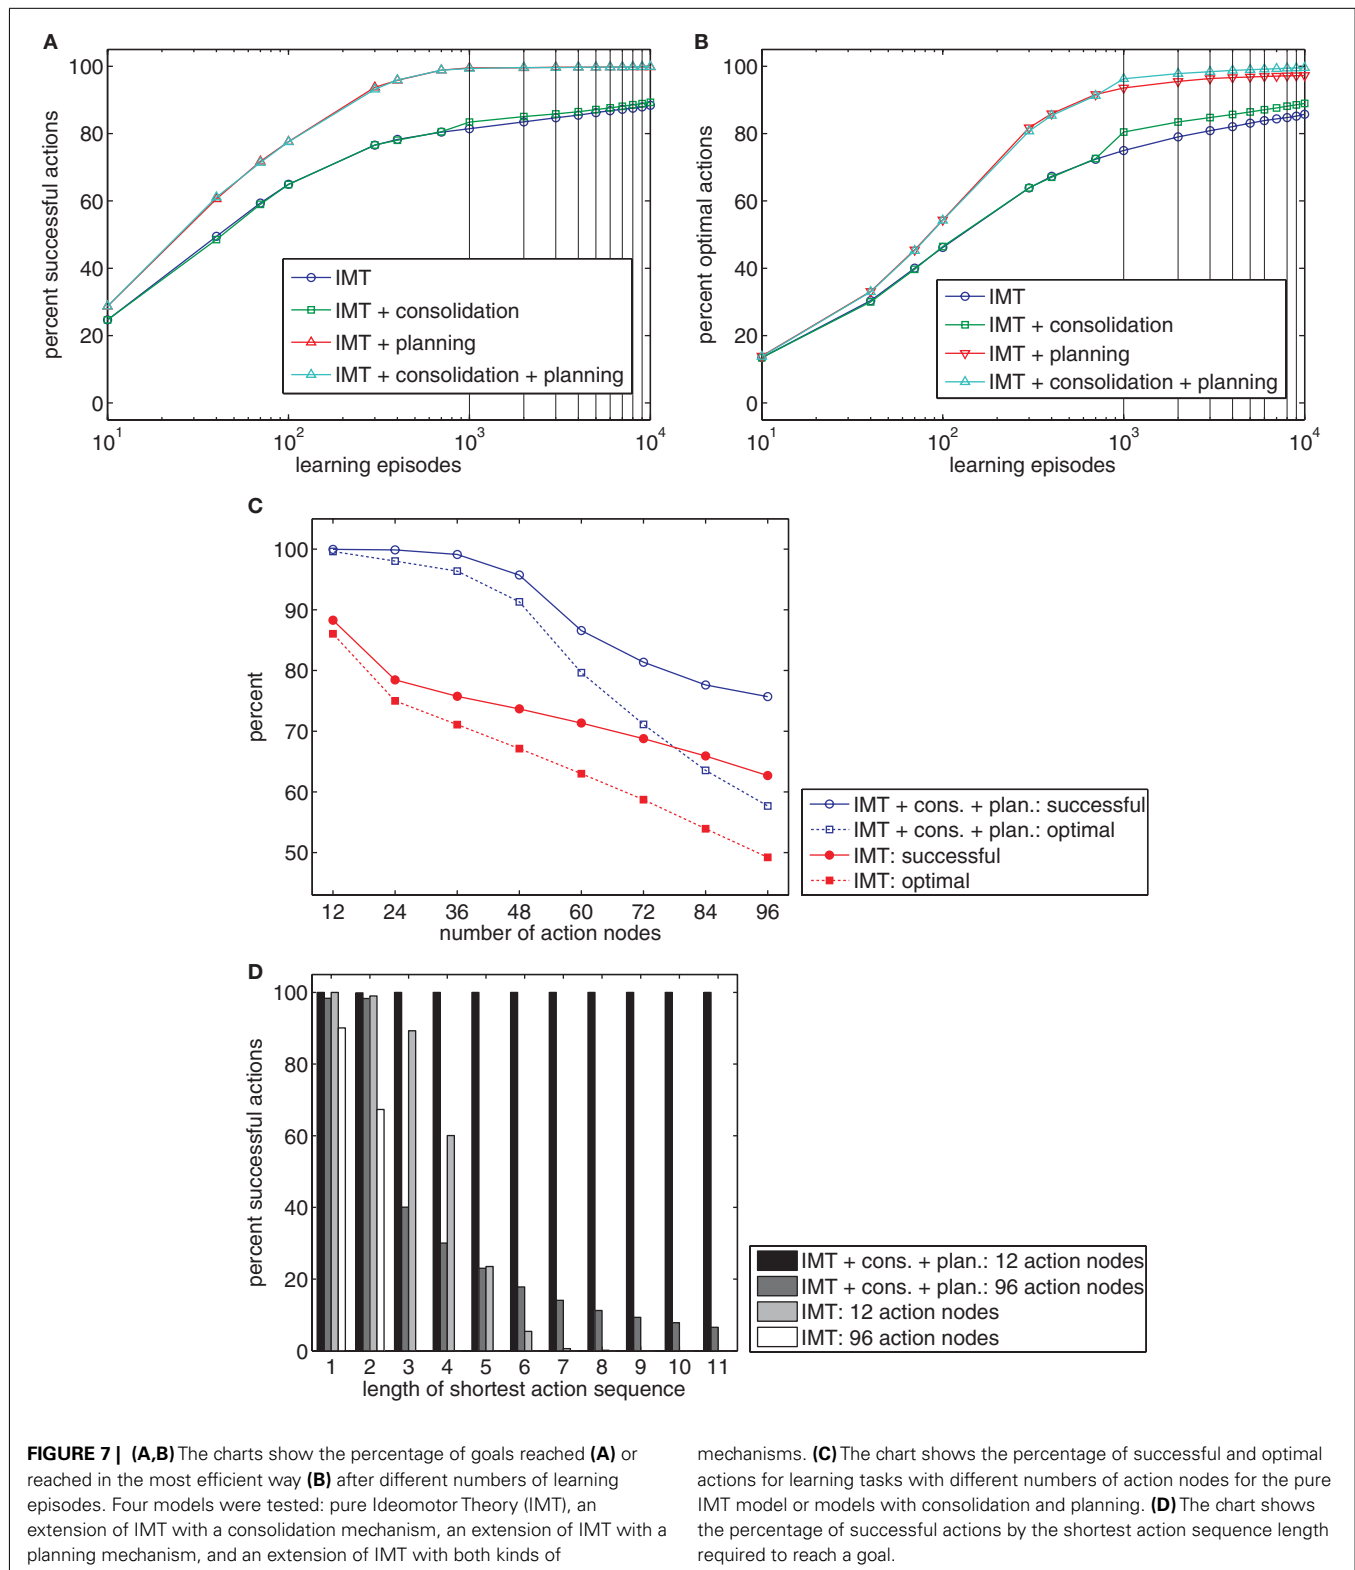 A
percent successful actions
100
80
60
40
20
0
10^1
10^2
10^3
10^4
learning episodes
IMT
IMT + consolidation
IMT + planning
IMT + consolidation + planning
B
percent optimal actions
100
80
60
40
20
0
10^1
10^2
10^3
10^4
learning episodes
IMT
IMT + consolidation
IMT + planning
IMT + consolidation + planning
C
percent
100
90
80
70
60
50
12 24 36 48 60 72 84 96
number of action nodes
IMT + cons. + plan.: successful
IMT + cons. + plan.: optimal
IMT: successful
IMT: optimal
D
percent successful actions
100
80
60
40
20
0
1 2 3 4 5 6 7 8 9 10 11
length of shortest action sequence
IMT + cons. + plan.: 12 action nodes
IMT + cons. + plan.: 96 action nodes
IMT: 12 action nodes
IMT: 96 action nodes
FIGURE 7 | (A,B) The charts show the percentage of goals reached (A) or
reached in the most efficient way (B) after different numbers of learning
episodes. Four models were tested: pure Ideomotor Theory (IMT), an
extension of IMT with a consolidation mechanism, an extension of IMT with a
planning mechanism, and an extension of IMT with both kinds of
mechanisms. (C) The chart shows the percentage of successful and optimal
actions for learning tasks with different numbers of action nodes for the pure
IMT model or models with consolidation and planning. (D) The chart shows
the percentage of successful actions by the shortest action sequence length
required to reach a goal.